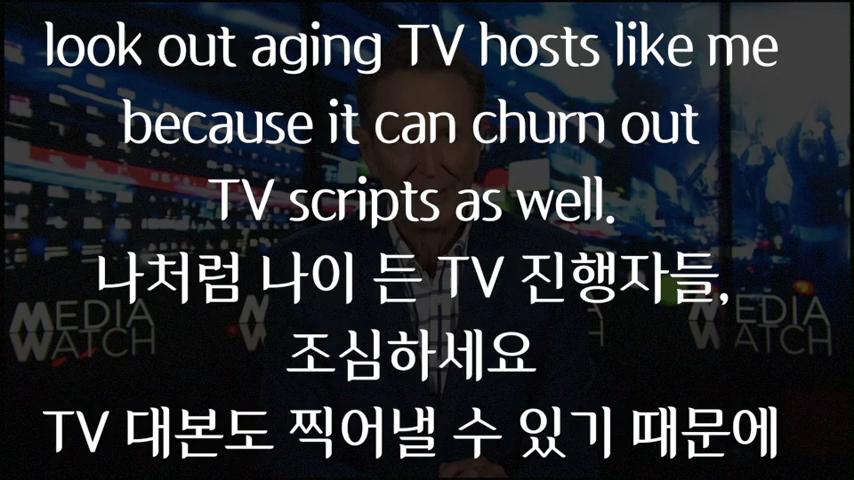 look out aging TV hosts like me
because it can churn out
TV scripts as well.
나처럼 나이 든 TV 진행자들,
조심하세요
TV 대본도 찍어낼 수 있기 때문에
MEDIA
WATCH
MEDIA
WATCH